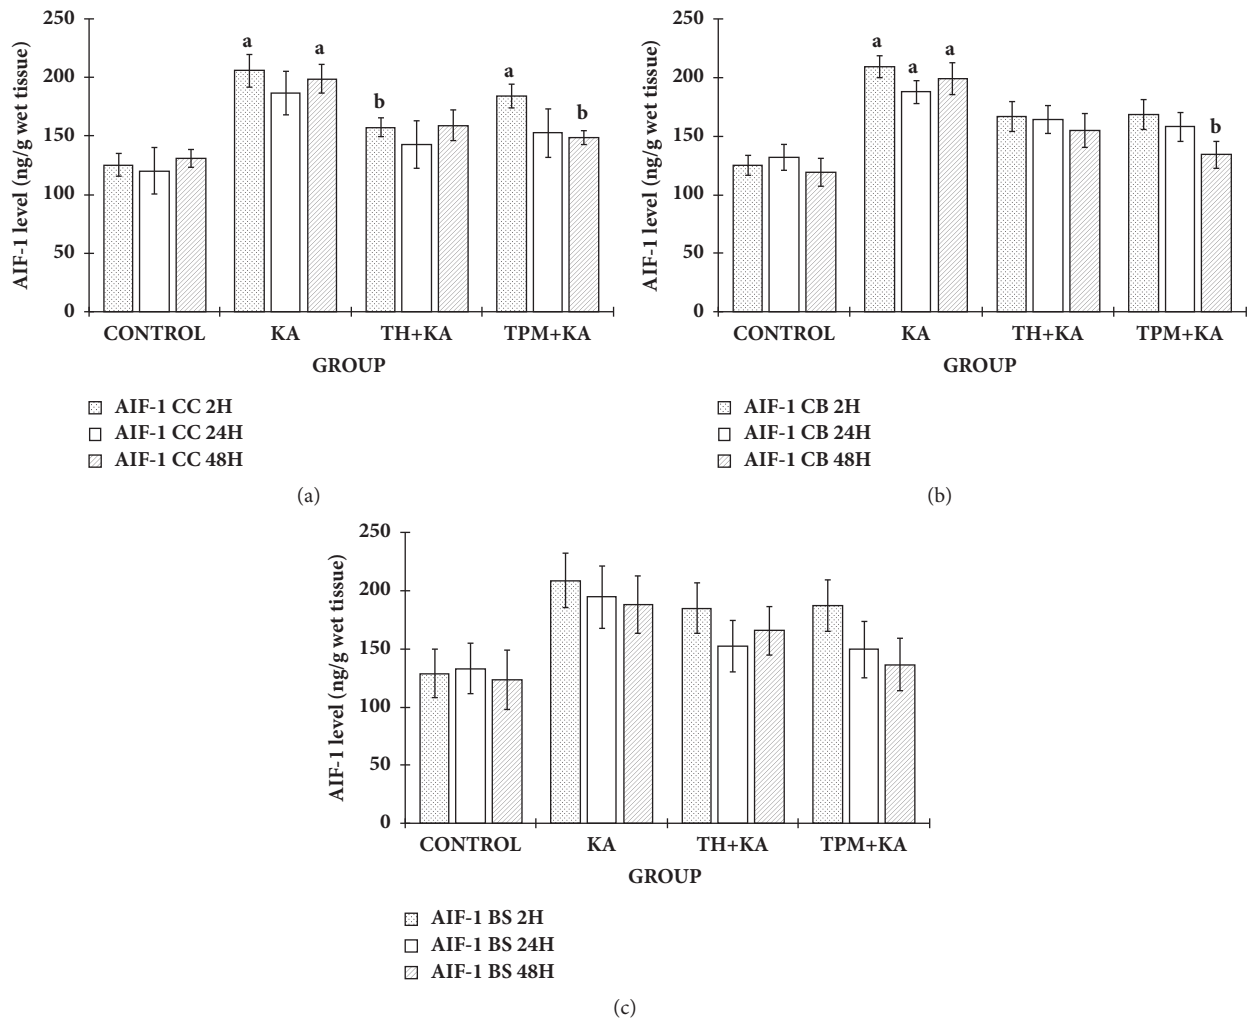 250
200
150
100
50
0
AIF-1 level (ng/g wet tissue)
a
a
b
a
b
CONTROL KA TH+KA TPM+KA
GROUP
AIF-1 CC 2H
AIF-1 CC 24H
AIF-1 CC 48H
(a)
250
200
150
100
50
0
AIF-1 level (ng/g wet tissue)
a
a
a
b
CONTROL KA TH+KA TPM+KA
GROUP
AIF-1 CB 2H
AIF-1 CB 24H
AIF-1 CB 48H
(b)
250
200
150
100
50
0
AIF-1 level (ng/g wet tissue)
CONTROL KA TH+KA TPM+KA
GROUP
AIF-1 BS 2H
AIF-1 BS 24H
AIF-1 BS 48H
(c)